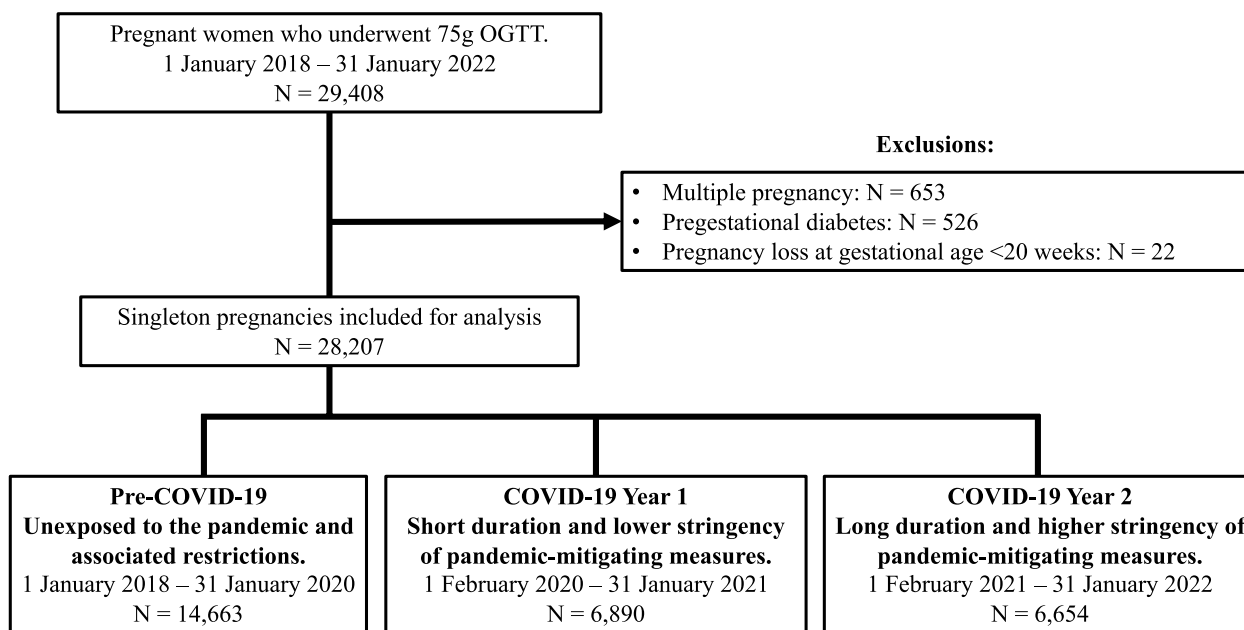 Pregnant women who underwent 75g OGTT.
1 January 2018 – 31 January 2022
N = 29,408
Exclusions:
• Multiple pregnancy: N = 653
• Pregestational diabetes: N = 526
• Pregnancy loss at gestational age <20 weeks: N = 22
Singleton pregnancies included for analysis
N = 28,207
Pre-COVID-19
Unexposed to the pandemic and
associated restrictions.
1 January 2018 – 31 January 2020
N = 14,663
COVID-19 Year 1
Short duration and lower stringency
of pandemic-mitigating measures.
1 February 2020 – 31 January 2021
N = 6,890
COVID-19 Year 2
Long duration and higher stringency of
pandemic-mitigating measures.
1 February 2021 – 31 January 2022
N = 6,654